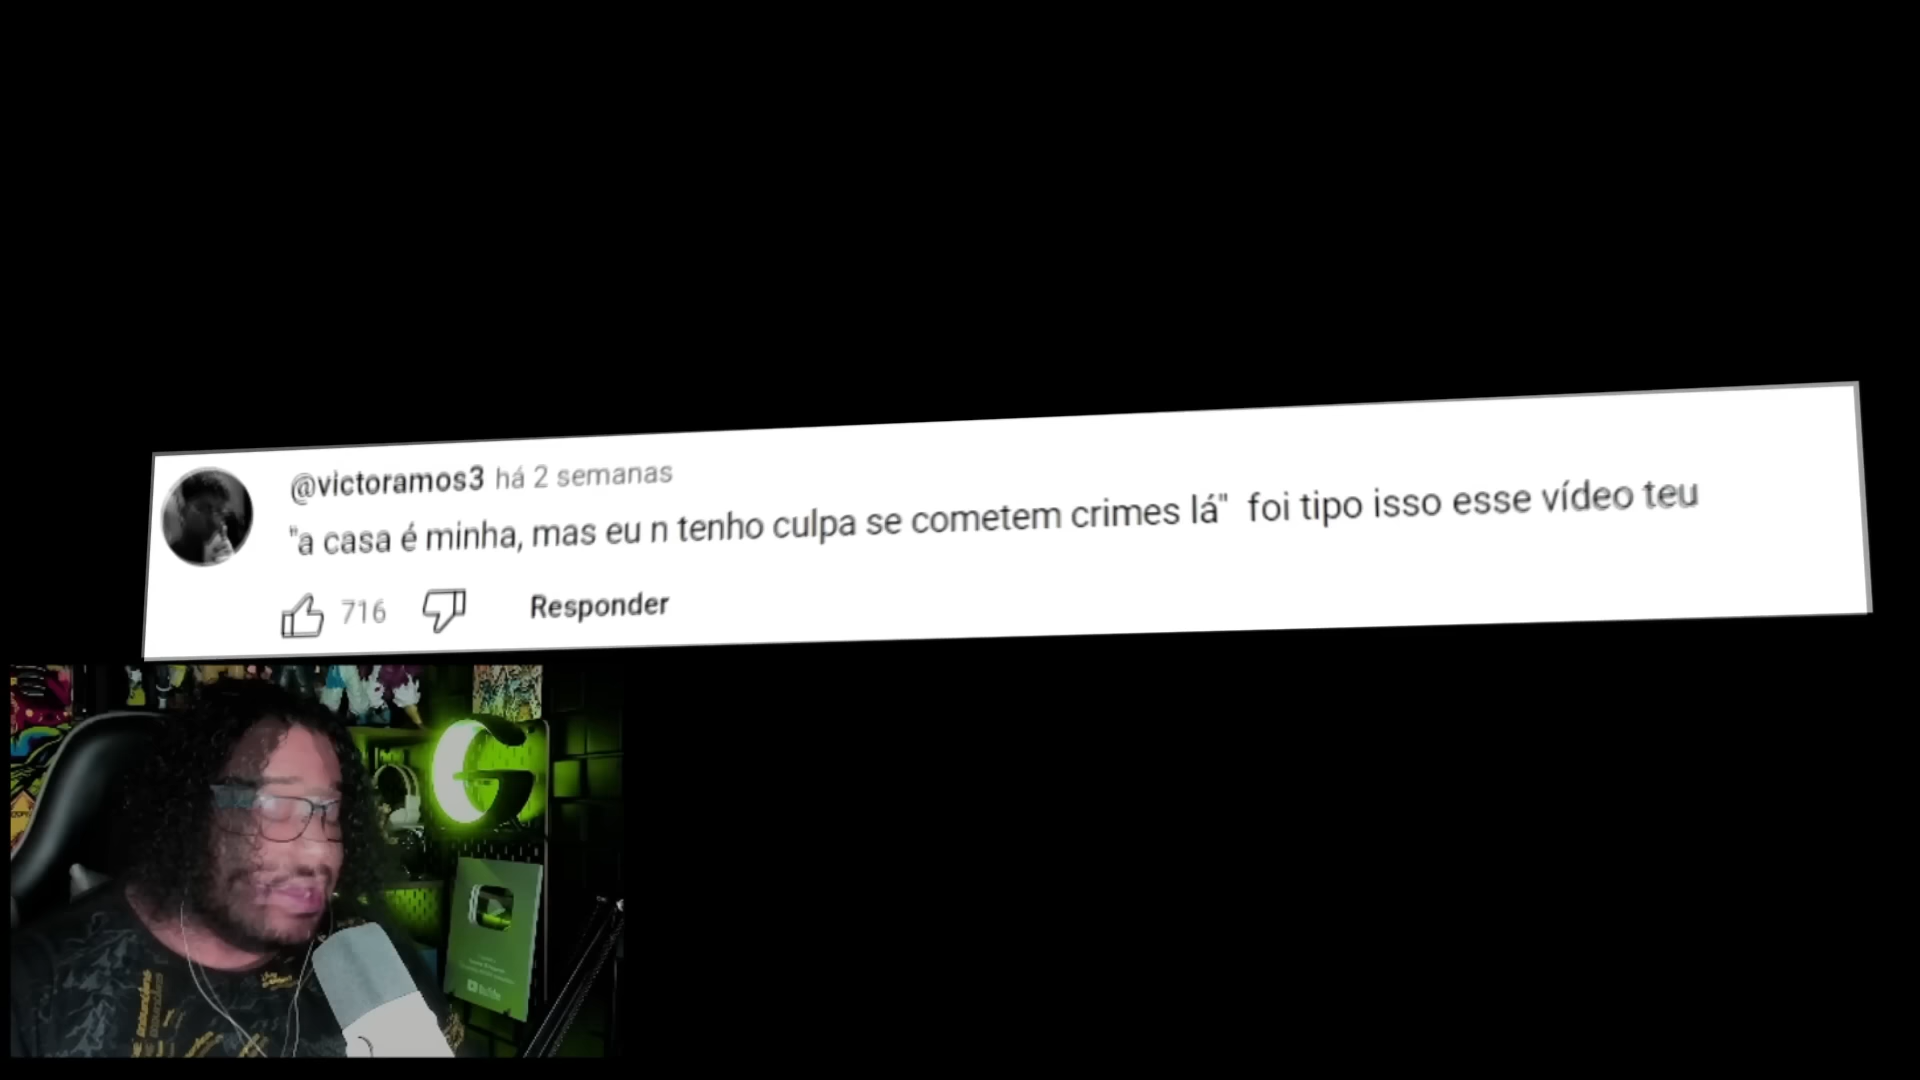 @victoramos3 há 2 semanas
"a casa é minha, mas eu n tenho culpa se cometem crimes lá" foi tipo isso esse vídeo teu
716 Responder
G
YouTube